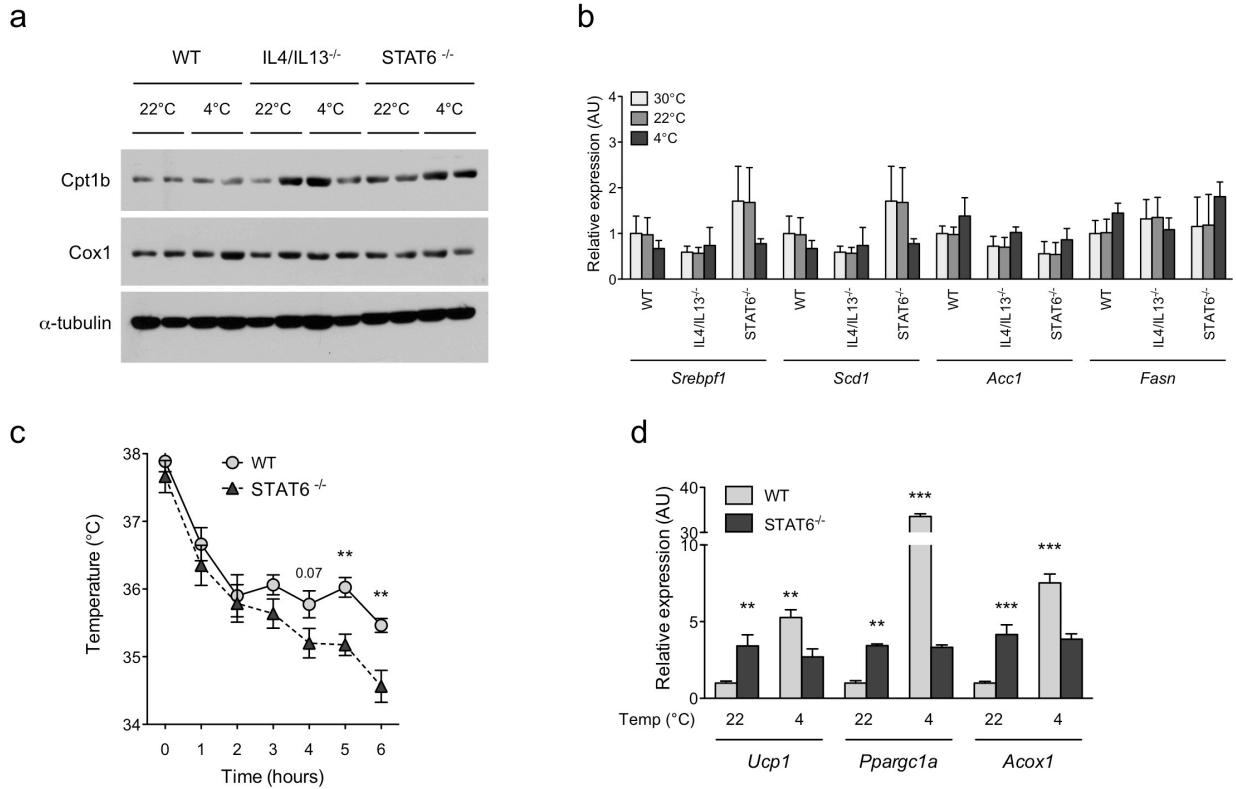 a
WT IL4/IL13-/- STAT6 -/-
22°C 4°C 22°C 4°C 22°C 4°C
Cpt1b
Cox1
α-tubulin
b
Relative expression (AU)
4
3
2
1
0
30°C
22°C
4°C
WT IL4/IL13-/- STAT6-/- WT IL4/IL13-/- STAT6-/- WT IL4/IL13-/- STAT6-/- WT IL4/IL13-/- STAT6-/-
Srebpf1 Scd1 Acc1 Fasn
c
Temperature (°C)
38
37
36
35
34
WT
STAT6 -/-
0.07
**
**
0 1 2 3 4 5 6
Time (hours)
d
Relative expression (AU)
40
30
10
5
0
WT
STAT6-/-
** ** ** *** *** ***
Temp (°C) 22 4 22 4 22 4
Ucp1 Ppargc1a Acox1